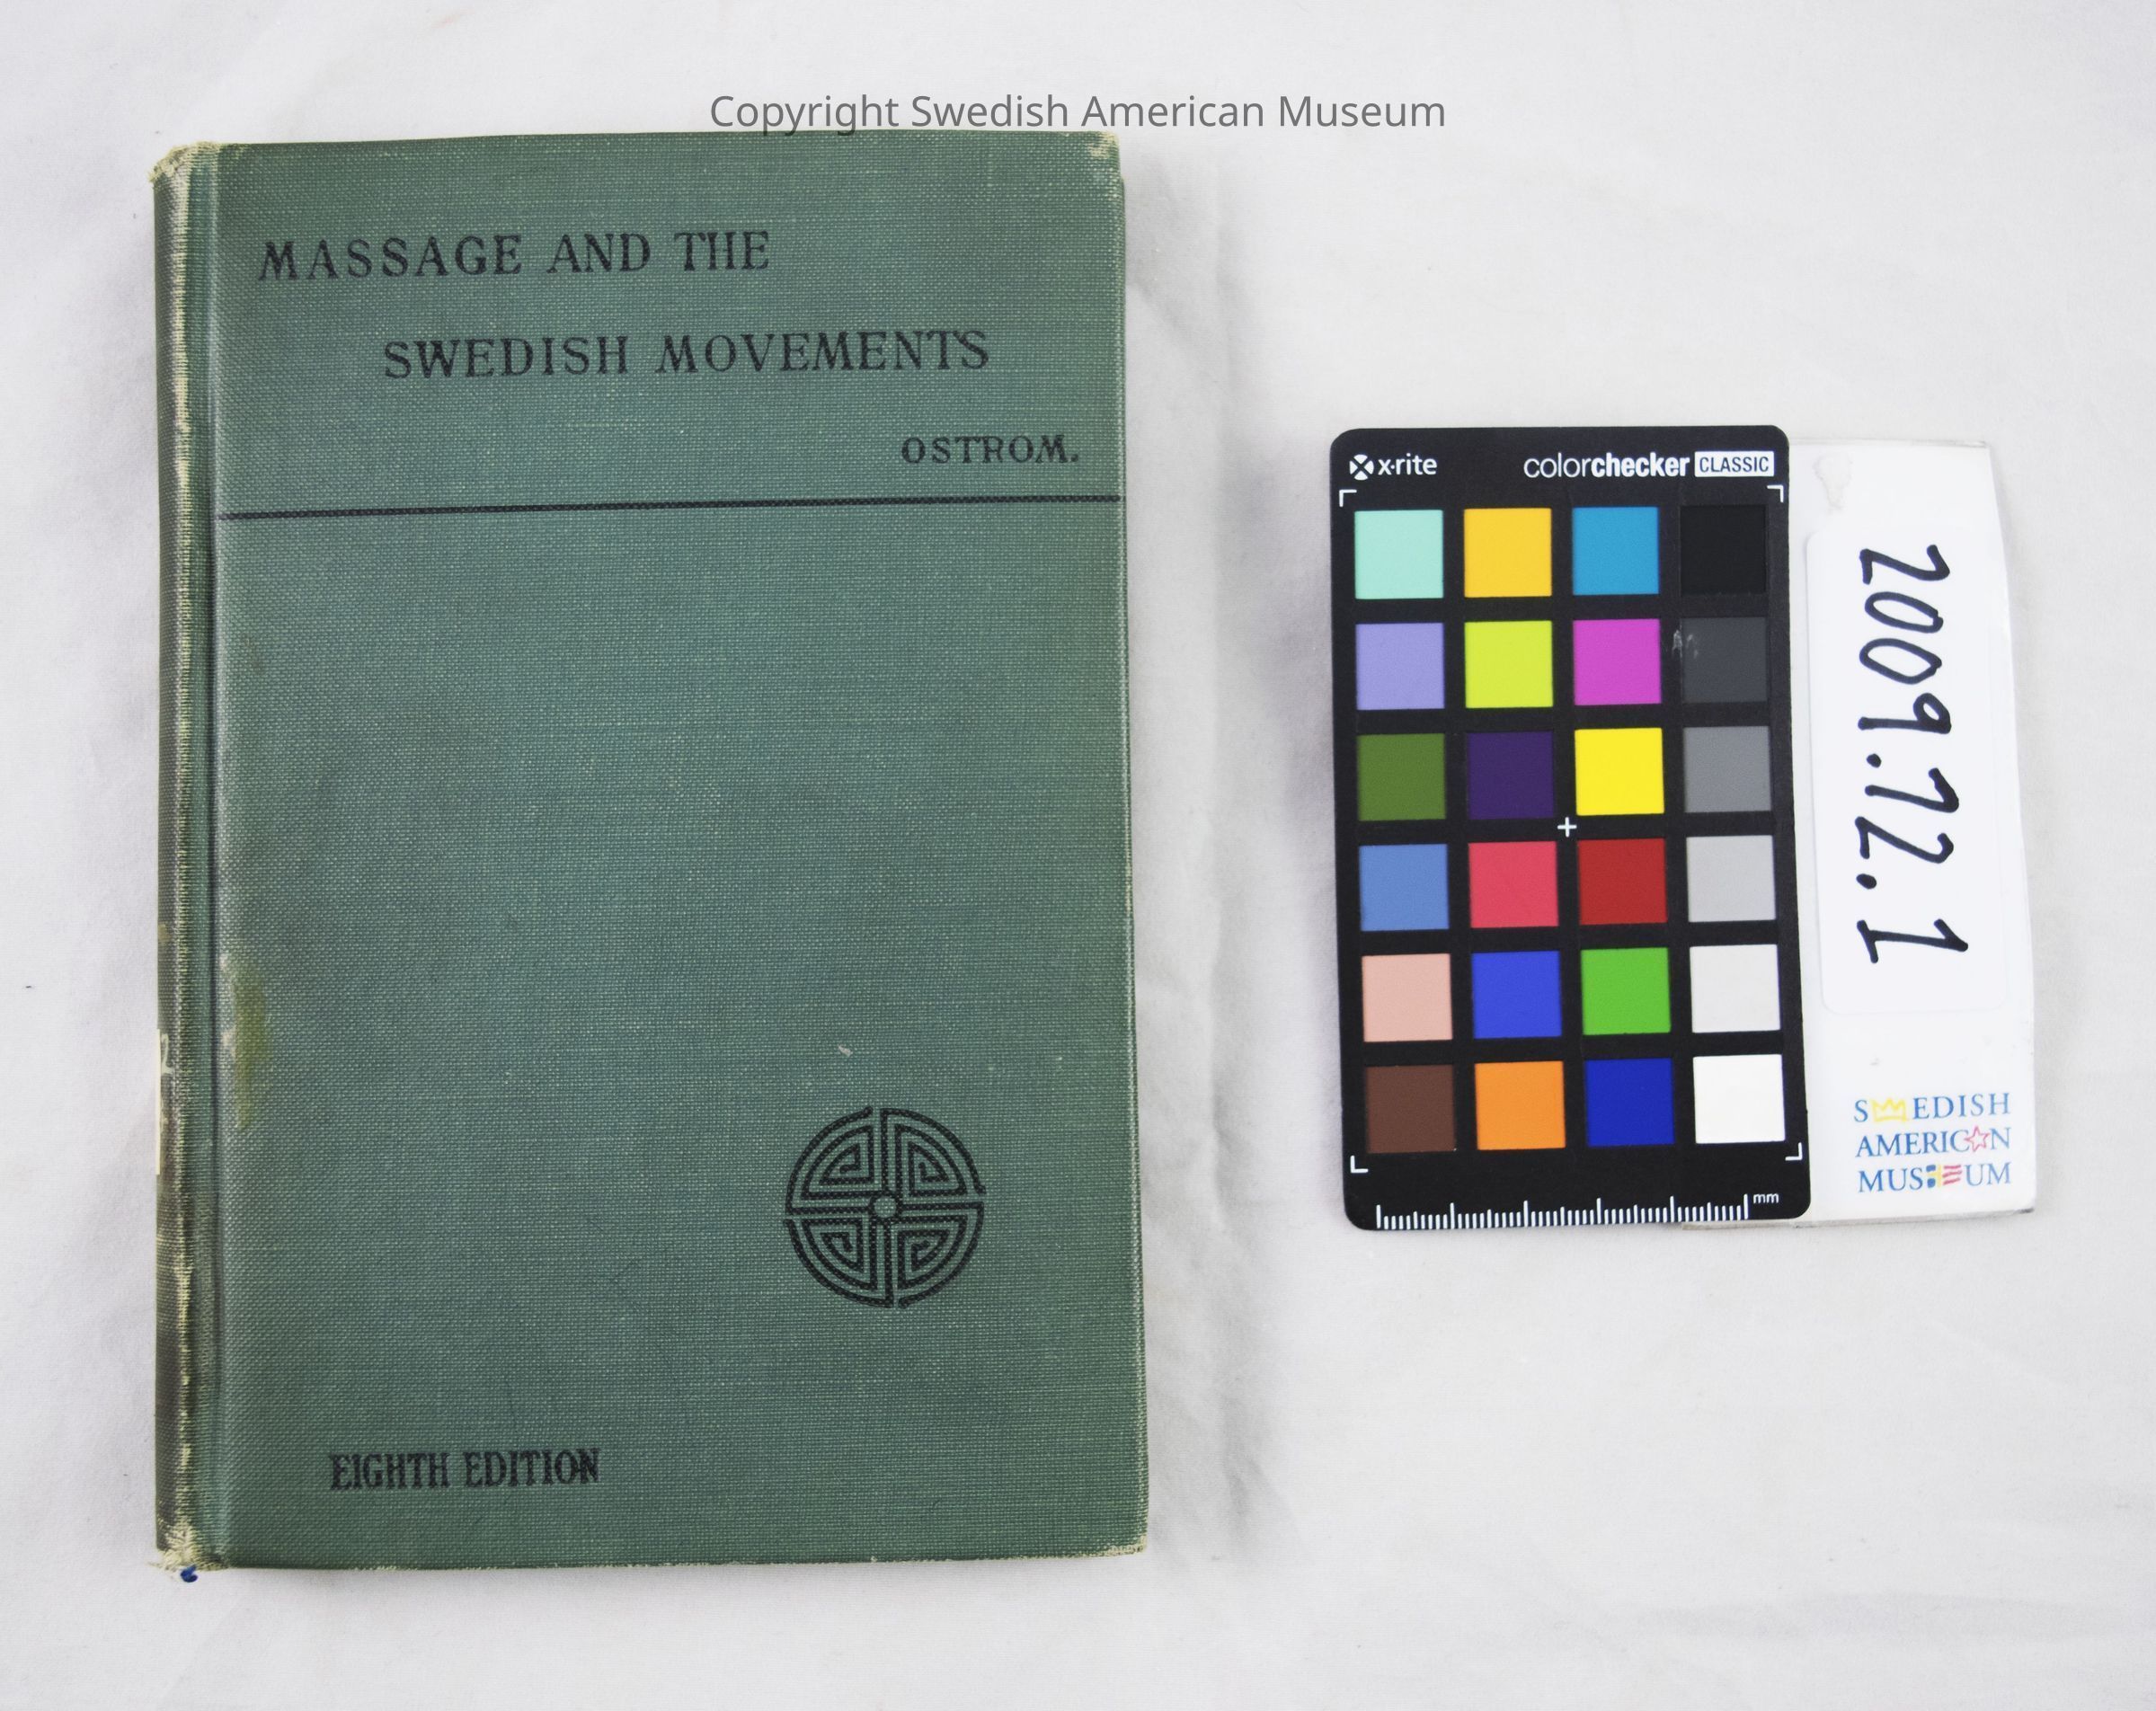 Copyright Swedish American Museum
MASSAGE AND THE
SWEDISH MOVEMENTS
OSTROM.
EIGHTH EDITION
x·rite
colorchecker CLASSIC
mm
2009.72.1
SWEDISH
AMERICAN
MUSEUM